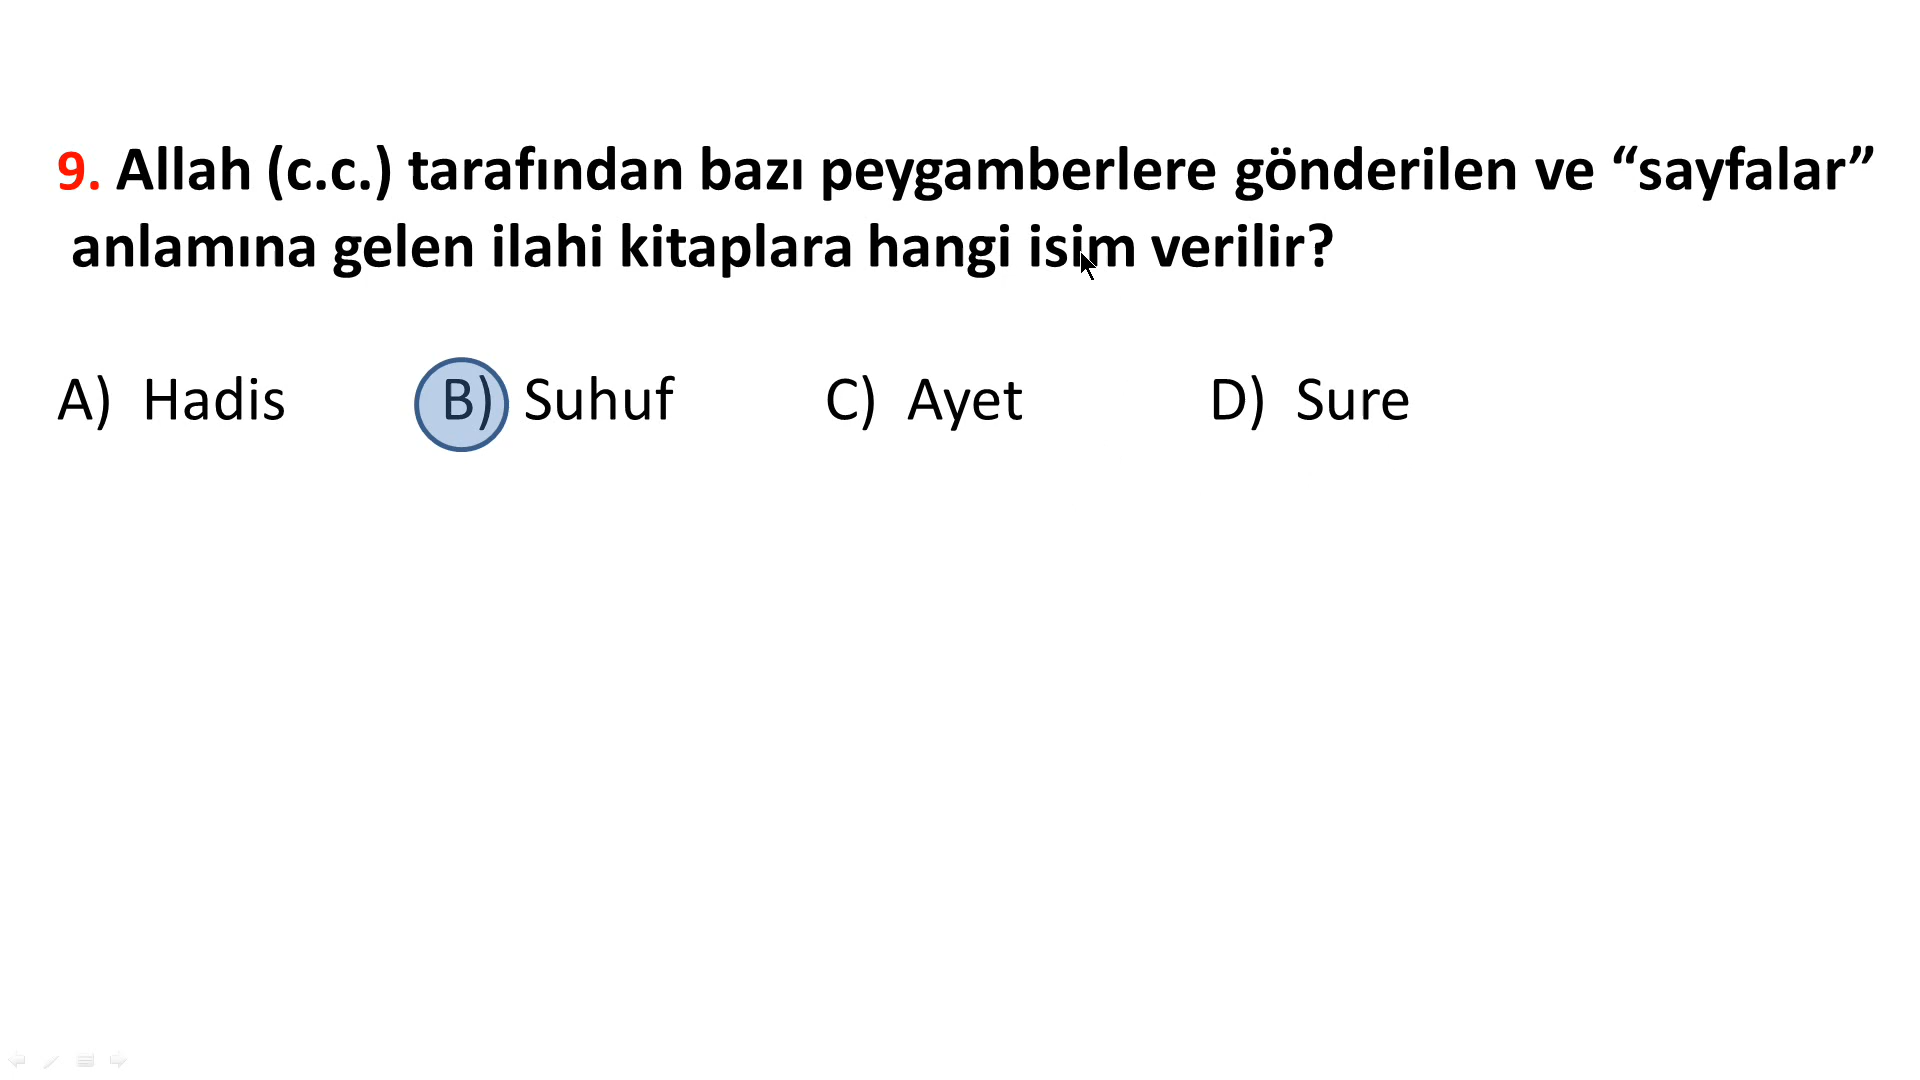 9. Allah (c.c.) tarafından bazı peygamberlere gönderilen ve “sayfalar”
anlamına gelen ilahi kitaplara hangi isim verilir?
A) Hadis B) Suhuf C) Ayet D) Sure